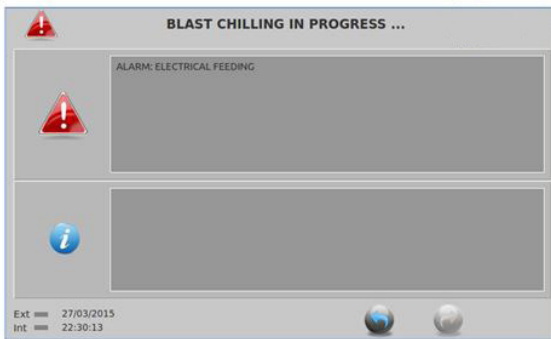 BLAST CHILLING IN PROGRESS ...
ALARM: ELECTRICAL FEEDING
Ext 27/03/2015
Int 22:30:13